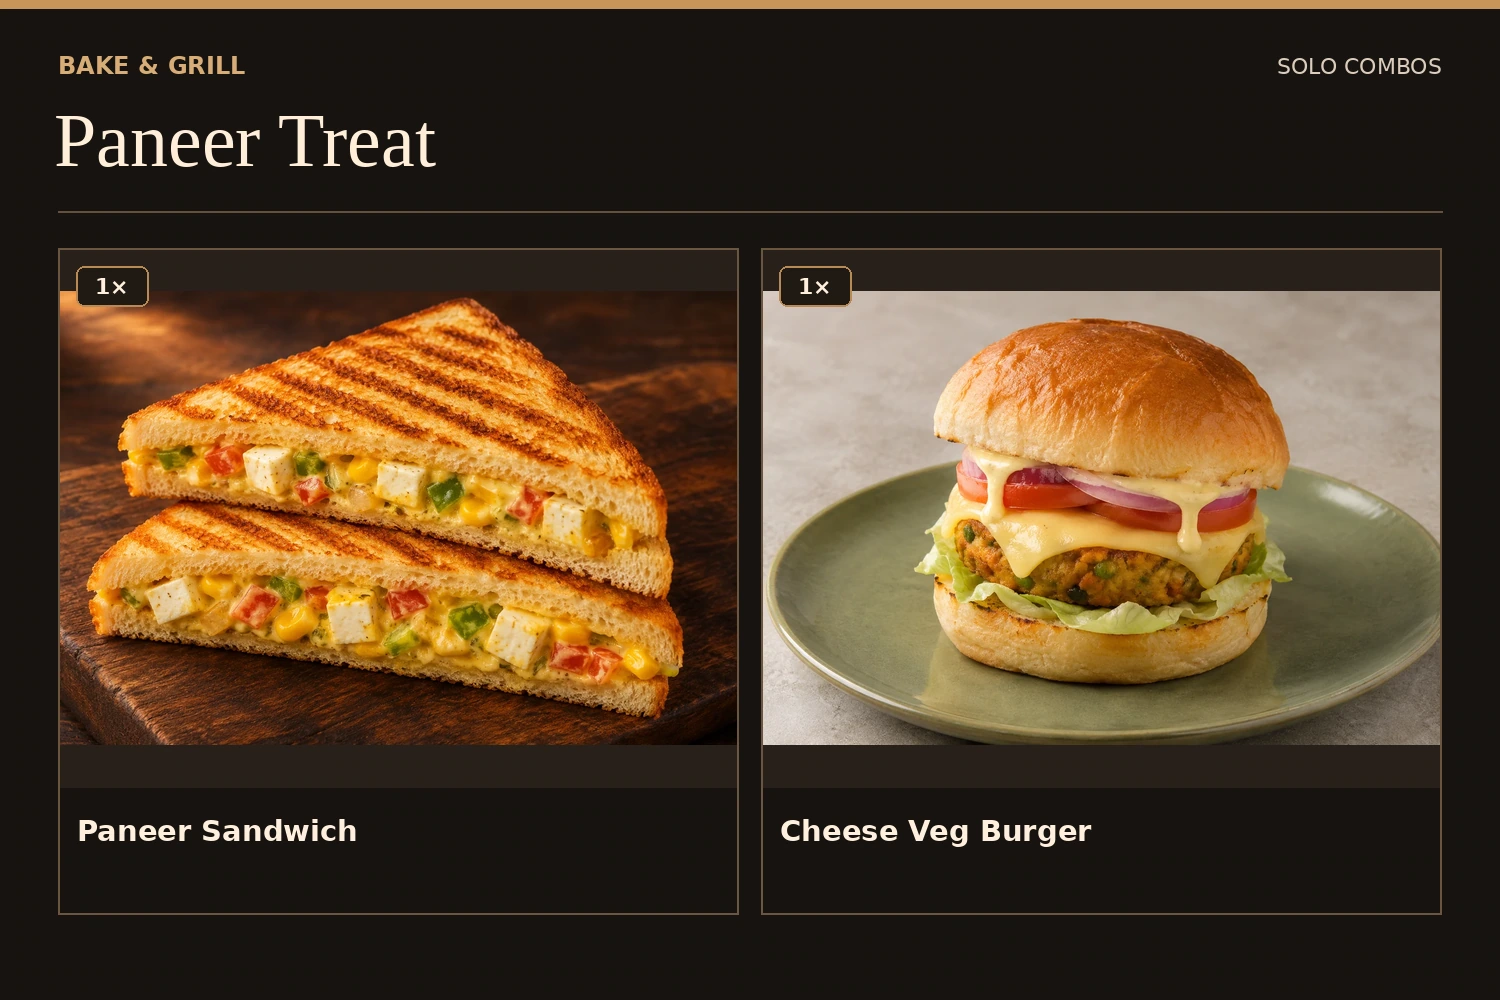 BAKE & GRILL
SOLO COMBOS
Paneer Treat
1×
1×
Paneer Sandwich
Cheese Veg Burger